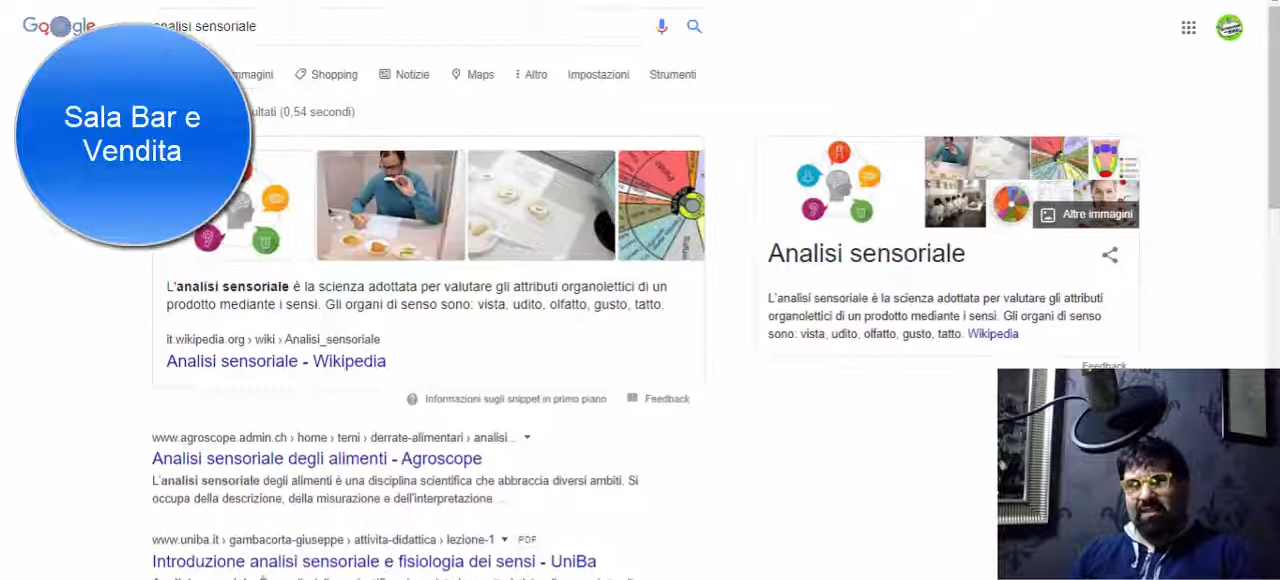 Google
analisi sensoriale
Sala Bar e
Vendita
Shopping
Notizie
Maps
Altro
Impostazioni
Strumenti
(0,54 secondi)
Altre immagini
Analisi sensoriale
L'analisi sensoriale è la scienza adottata per valutare gli attributi organolettici di un
prodotto mediante i sensi. Gli organi di senso sono: vista, udito, olfatto, gusto, tatto.
it.wikipedia.org › wiki › Analisi_sensoriale
Analisi sensoriale - Wikipedia
Informazioni sugli snippet in primo piano
Feedback
L'analisi sensoriale è la scienza adottata per valutare gli attributi
organolettici di un prodotto mediante i sensi. Gli organi di senso
sono: vista, udito, olfatto, gusto, tatto. Wikipedia
Feedback
www.agroscope.admin.ch › home › temi › derrate-alimentari › analisi...
Analisi sensoriale degli alimenti - Agroscope
L'analisi sensoriale degli alimenti è una disciplina scientifica che abbraccia diversi ambiti. Si
occupa della descrizione, della misurazione e dell'interpretazione ...
www.uniba.it › gambacorta-giuseppe › attivita-didattica › lezione-1 PDF
Introduzione analisi sensoriale e fisiologia dei sensi - UniBa